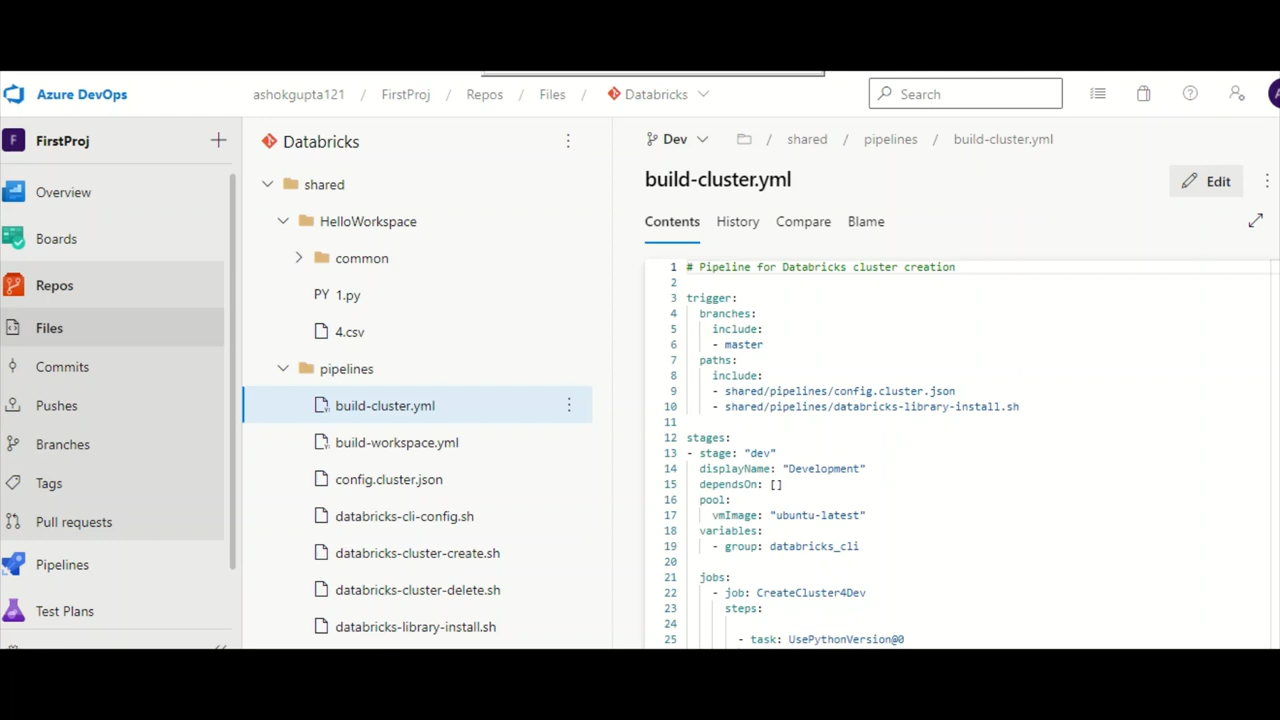 Azure DevOps
ashokgupta121 / FirstProj / Repos / Files / Databricks
Search
F FirstProj
Overview
Boards
Repos
Files
Commits
Pushes
Branches
Tags
Pull requests
Pipelines
Test Plans
Databricks
shared
HelloWorkspace
common
PY 1.py
4.csv
pipelines
build-cluster.yml
build-workspace.yml
config.cluster.json
databricks-cli-config.sh
databricks-cluster-create.sh
databricks-cluster-delete.sh
databricks-library-install.sh
Dev / shared / pipelines / build-cluster.yml
build-cluster.yml
Edit
Contents History Compare Blame
1 # Pipeline for Databricks cluster creation
2
3 trigger:
4 branches:
5 include:
6 - master
7 paths:
8 include:
9 - shared/pipelines/config.cluster.json
10 - shared/pipelines/databricks-library-install.sh
11
12 stages:
13 - stage: "dev"
14 displayName: "Development"
15 dependsOn: []
16 pool:
17 vmImage: "ubuntu-latest"
18 variables:
19 - group: databricks_cli
20
21 jobs:
22 - job: CreateCluster4Dev
23 steps:
24
25 - task: UsePythonVersion@0